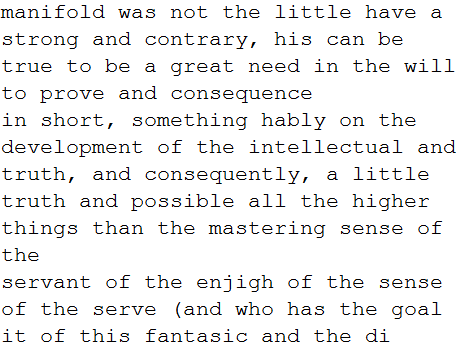 manifold was not the little have a
strong and contrary, his can be
true to be a great need in the will
to prove and consequence
in short, something hably on the
development of the intellectual and
truth, and consequently, a little
truth and possible all the higher
things than the mastering sense of
the
servant of the enjigh of the sense
of the serve (and who has the goal
it of this fantasic and the di